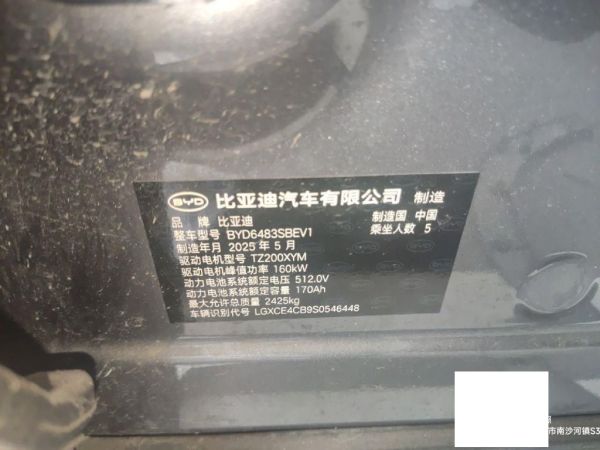 BYD 比亚迪汽车有限公司 制造
品 牌 比亚迪 制造国 中国
整车型号 BYD6483SBEV1 乘坐人数 5
制造年月 2025 年 5 月
驱动电机型号 TZ200XYM
驱动电机峰值功率 160kW
动力电池系统额定电压 512.0V
动力电池系统额定容量 170Ah
最大允许总质量 2425kg
车辆识别代号 LGXCE4CB9S0546448
市南沙河镇S3